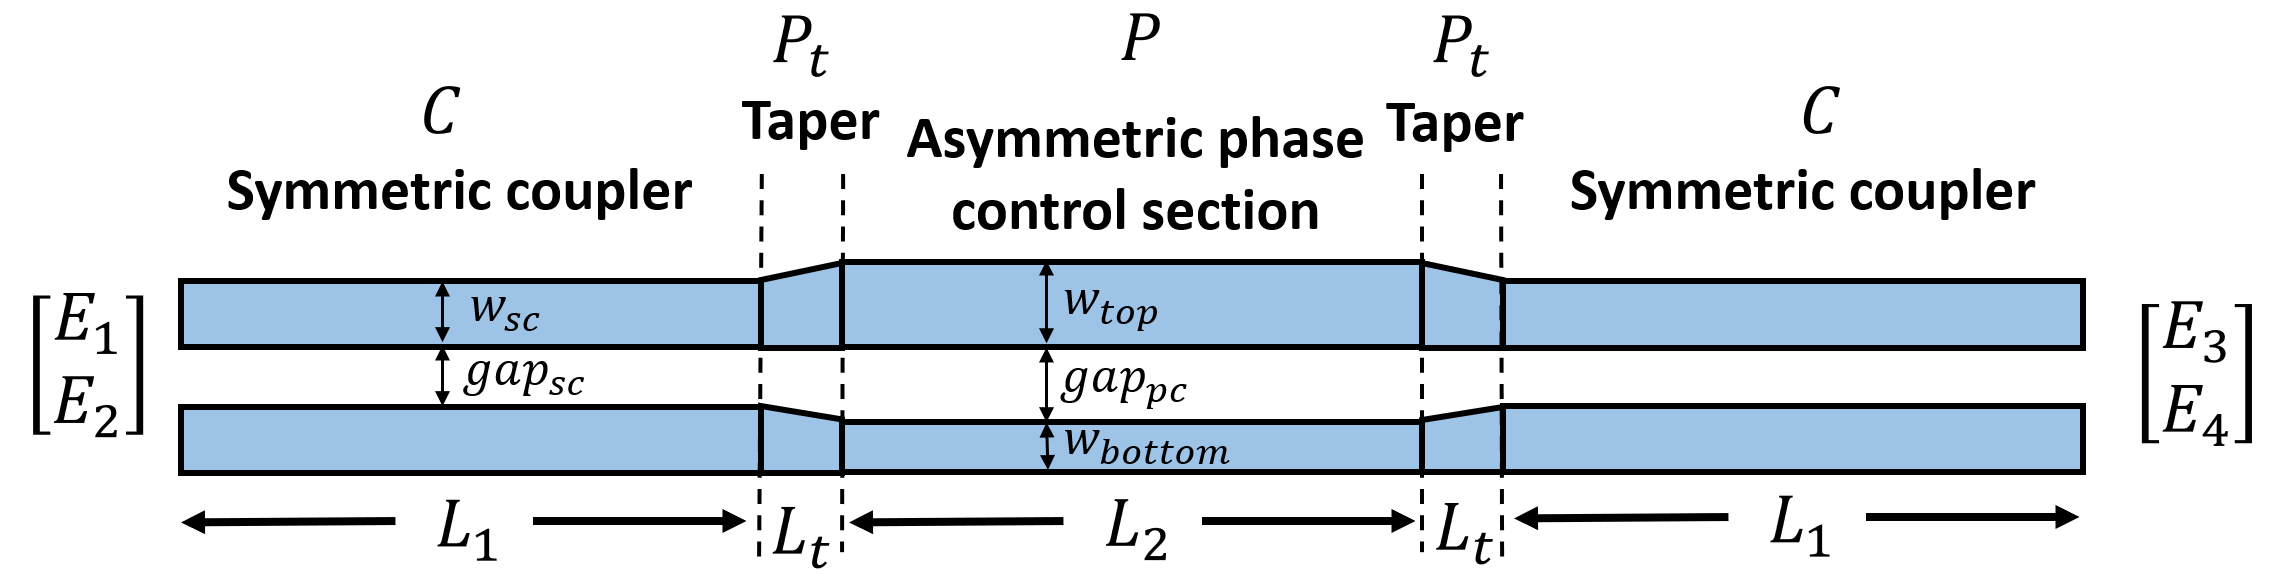 P_t P P_t
C Taper Asymmetric phase Taper C
Symmetric coupler control section Symmetric coupler
[E_1 w_sc w_top E_3]
[E_2 gap_sc gap_pc E_4]
w_bottom
L_1 L_t L_2 L_t L_1